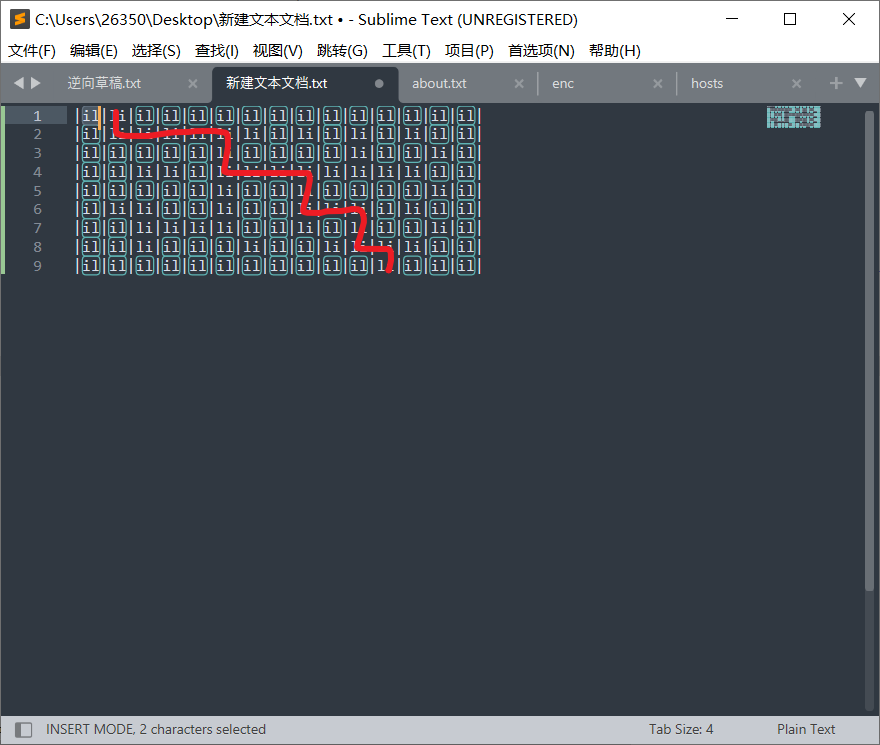 C:\Users\26350\Desktop\新建文本文档.txt • - Sublime Text (UNREGISTERED)
文件(F) 编辑(E) 选择(S) 查找(I) 视图(V) 跳转(G) 工具(T) 项目(P) 首选项(N) 帮助(H)
逆向草稿.txt 新建文本文档.txt about.txt enc hosts
1 |il|li|il|il|il|il|il|il|il|il|il|il|il|il|il|
2 |il|li|li|li|li|li|li|il|li|il|li|il|li|il|il|
3 |il|il|il|il|il|li|il|il|il|il|li|il|il|li|il|
4 |il|il|li|il|il|li|li|li|li|li|li|li|li|il|il|
5 |il|il|il|il|il|li|il|il|li|il|il|il|il|li|il|
6 |il|li|li|il|il|li|il|il|li|li|li|il|li|il|il|
7 |il|il|li|li|li|li|il|il|li|il|li|il|il|li|il|
8 |il|il|li|il|il|il|li|il|il|li|li|li|li|il|il|
9 |il|il|il|il|il|il|il|il|il|il|il|li|il|il|il|
INSERT MODE, 2 characters selected Tab Size: 4 Plain Text